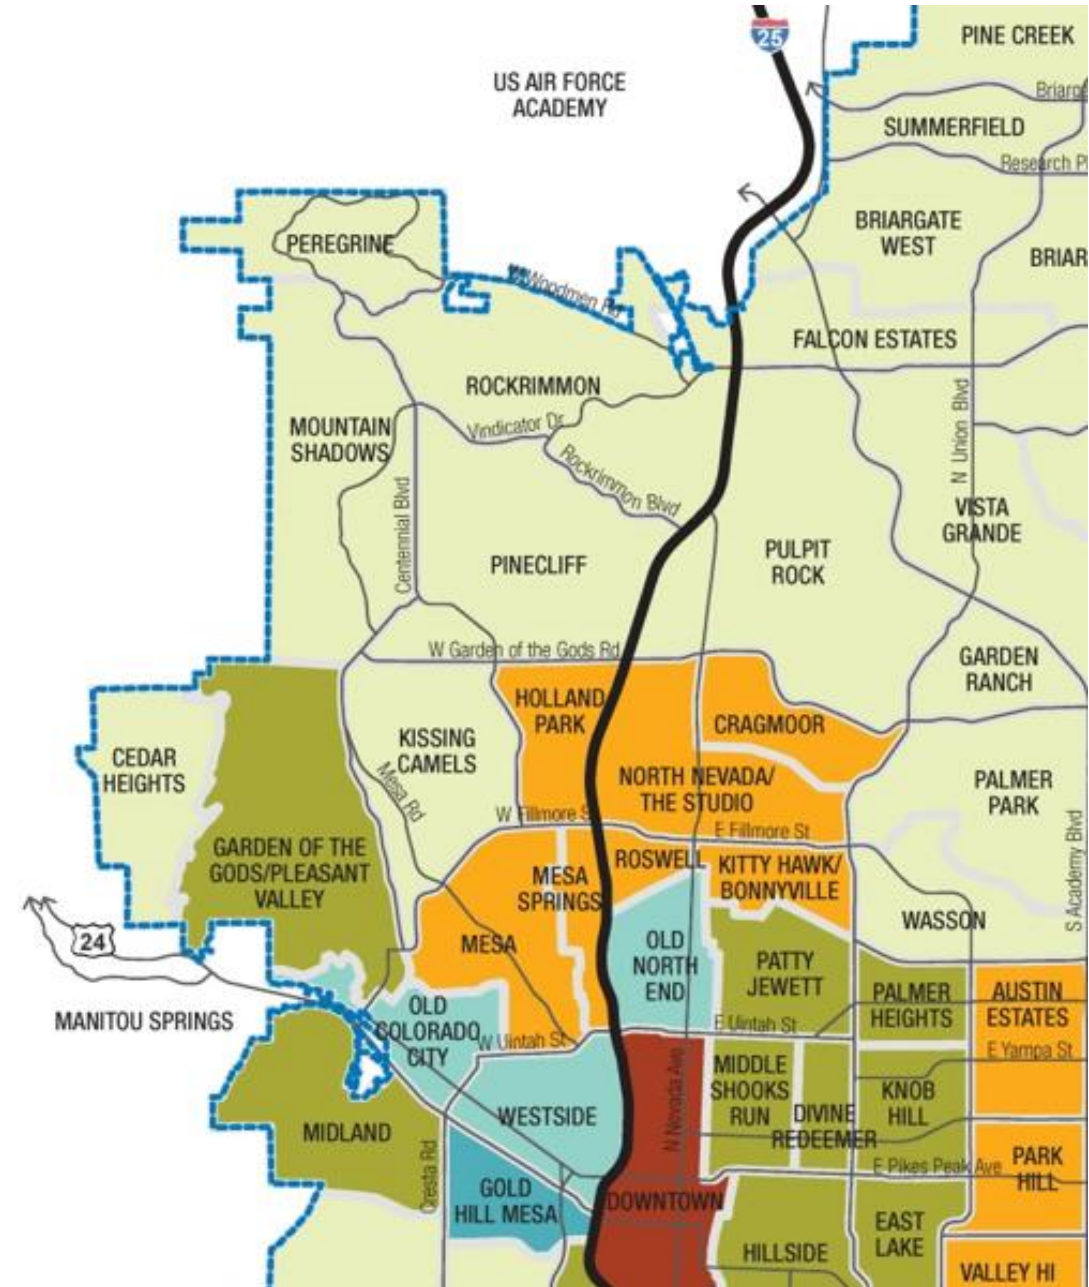 25
PINE CREEK
US AIR FORCE
ACADEMY
SUMMERFIELD
BRIARGATE
WEST
PEREGRINE
W Woodmen Rd
FALCON ESTATES
ROCKRIMMON
MOUNTAIN
SHADOWS
Vindicator Dr
Rockrimmon Blvd
N Union Blvd
Centennial Blvd
VISTA
GRANDE
PULPIT
ROCK
PINECLIFF
W Garden of the Gods Rd
GARDEN
RANCH
HOLLAND
PARK
CRAGMOOR
KISSING
CAMELS
CEDAR
HEIGHTS
NORTH NEVADA/
THE STUDIO
PALMER
PARK
Mesa Rd
W Fillmore St
E Fillmore St
S Academy Blvd
GARDEN OF THE
GODS/PLEASANT
VALLEY
ROSWELL
KITTY HAWK/
BONNYVILLE
MESA
SPRINGS
WASSON
24
MESA
OLD
NORTH
END
PATTY
JEWETT
PALMER
HEIGHTS
AUSTIN
ESTATES
MANITOU SPRINGS
OLD
COLORADO
CITY
W Uintah St
E Uintah St
E Yampa St
MIDDLE
SHOOKS
RUN
DIVINE
REDEEMER
KNOB
HILL
N Nevada Ave
WESTSIDE
MIDLAND
E Pikes Peak Ave
PARK
HILL
Cresta Rd
GOLD
HILL MESA
DOWNTOWN
HILLSIDE
EAST
LAKE
VALLEY HI